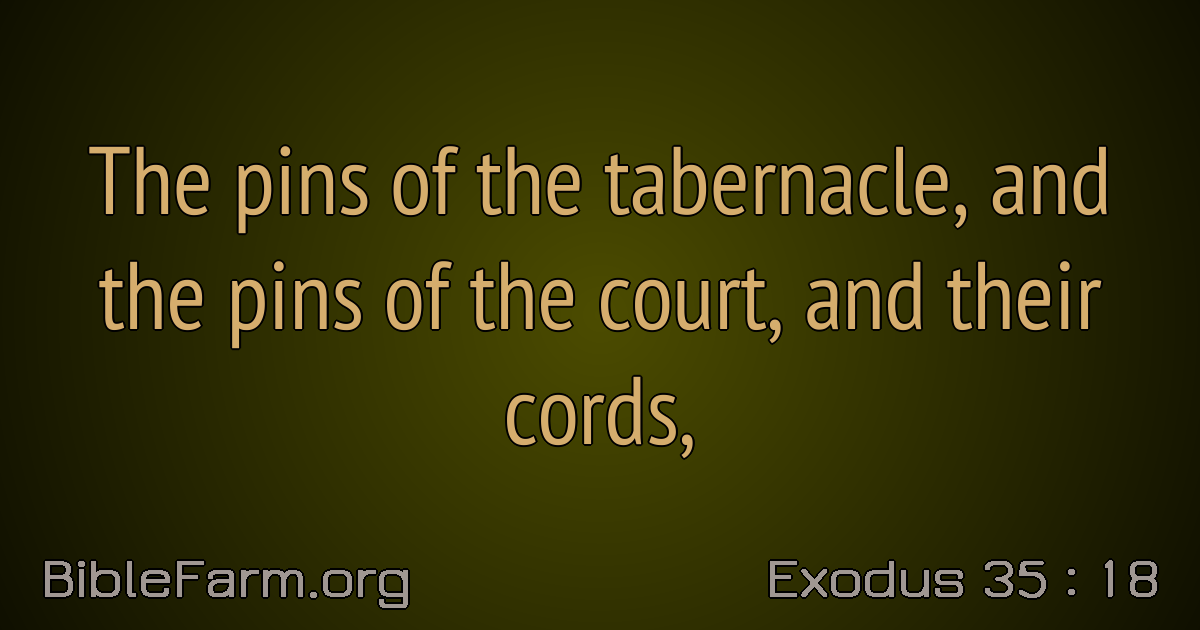 The pins of the tabernacle, and
the pins of the court, and their
cords,
BibleFarm.org
Exodus 35 : 18